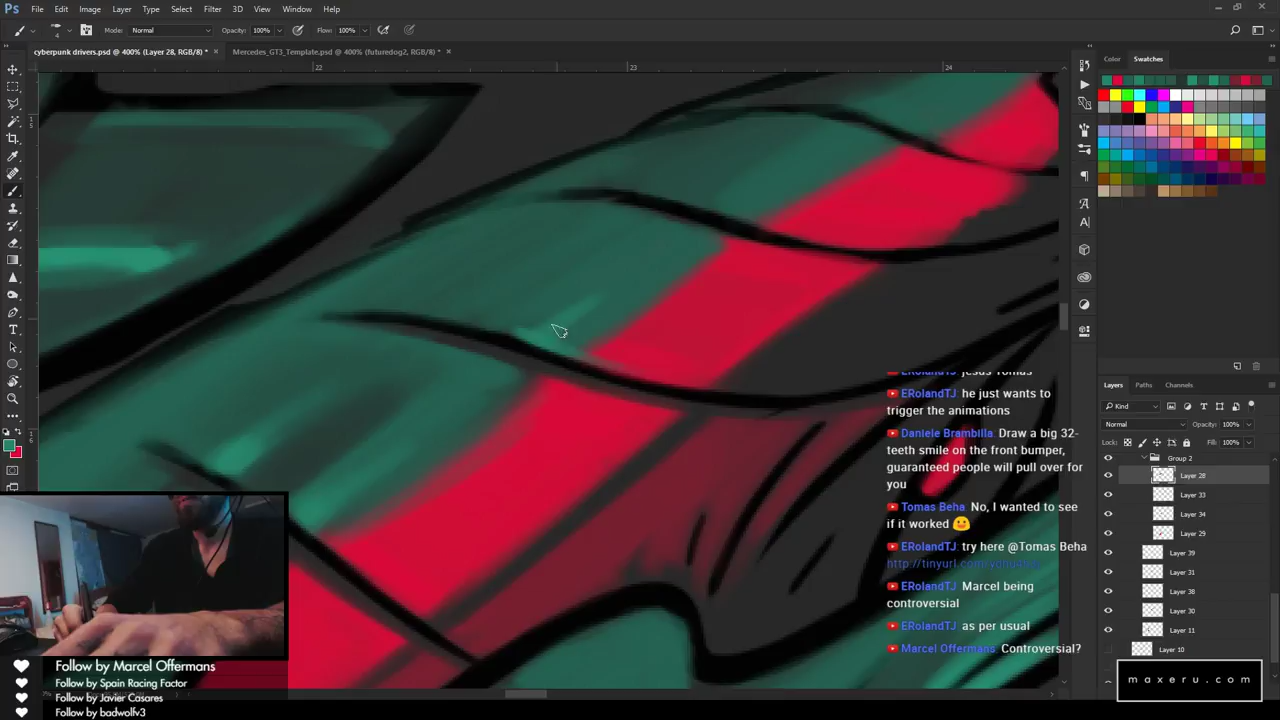 Ps File Edit Image Layer Type Select Filter 3D View Window Help
4 Mode: Normal Opacity: 100% Flow: 100%
cyberpunk drivers.psd @ 400% (Layer 28, RGB/8) * × Mercedes_GT3_Template.psd @ 400% (futuredog2, RGB/8) * ×
22 23 24
Color Swatches
Layers Paths Channels
Kind
Normal Opacity: 100%
Lock: Fill: 100%
Group 2
Layer 28
Layer 33
Layer 34
Layer 29
Layer 39
Layer 31
Layer 38
Layer 30
Layer 11
Layer 10
Daniele Brambilla
ERolandTJ he just wants to
trigger the animations
Daniele Brambilla Draw a big 32-
teeth smile on the front bumper,
guaranteed people will pull over for
you
Tomas Beha No, I wanted to see
if it worked
ERolandTJ try here @Tomas Beha
ERolandTJ Marcel being
controversial
ERolandTJ as per usual
Marcel Offermans Controversial?
Follow by Marcel Offermans
Follow by Spain Racing Factor
Follow by Javier Casares
Follow by badwolfv3
maxeru.com